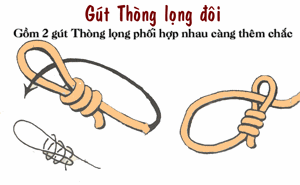 Gút Thòng lọng đôi
Gồm 2 gút Thòng lọng phối hợp nhau càng thêm chắc